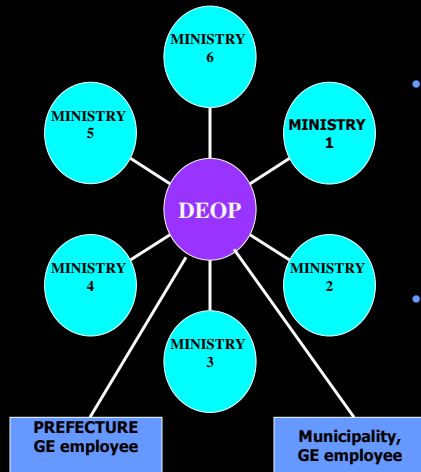 MINISTRY
6
MINISTRY
5
MINISTRY
1
DEOP
MINISTRY
4
MINISTRY
2
MINISTRY
3
PREFECTURE
GE employee
Municipality,
GE employee